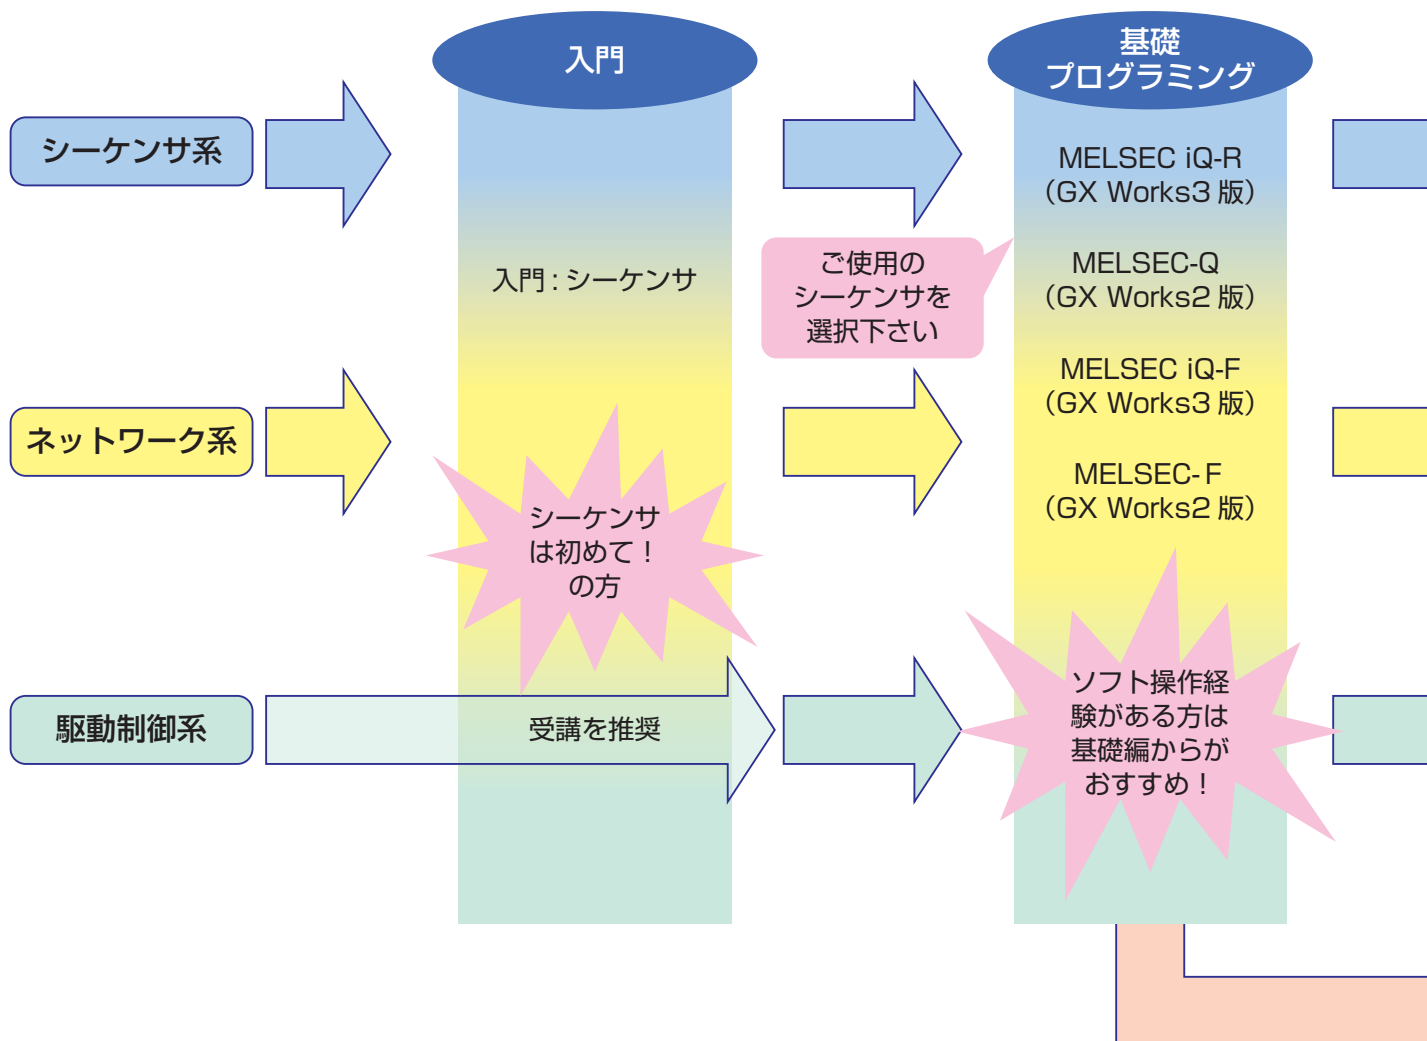 入門
基礎
プログラミング
シーケンサ系
MELSEC iQ-R
（GX Works3 版）
入門：シーケンサ
ご使用の
シーケンサを
選択下さい
MELSEC-Q
（GX Works2 版）
MELSEC iQ-F
（GX Works3 版）
ネットワーク系
MELSEC-F
（GX Works2 版）
シーケンサ
は初めて！
の方
駆動制御系
受講を推奨
ソフト操作経
験がある方は
基礎編からが
おすすめ！